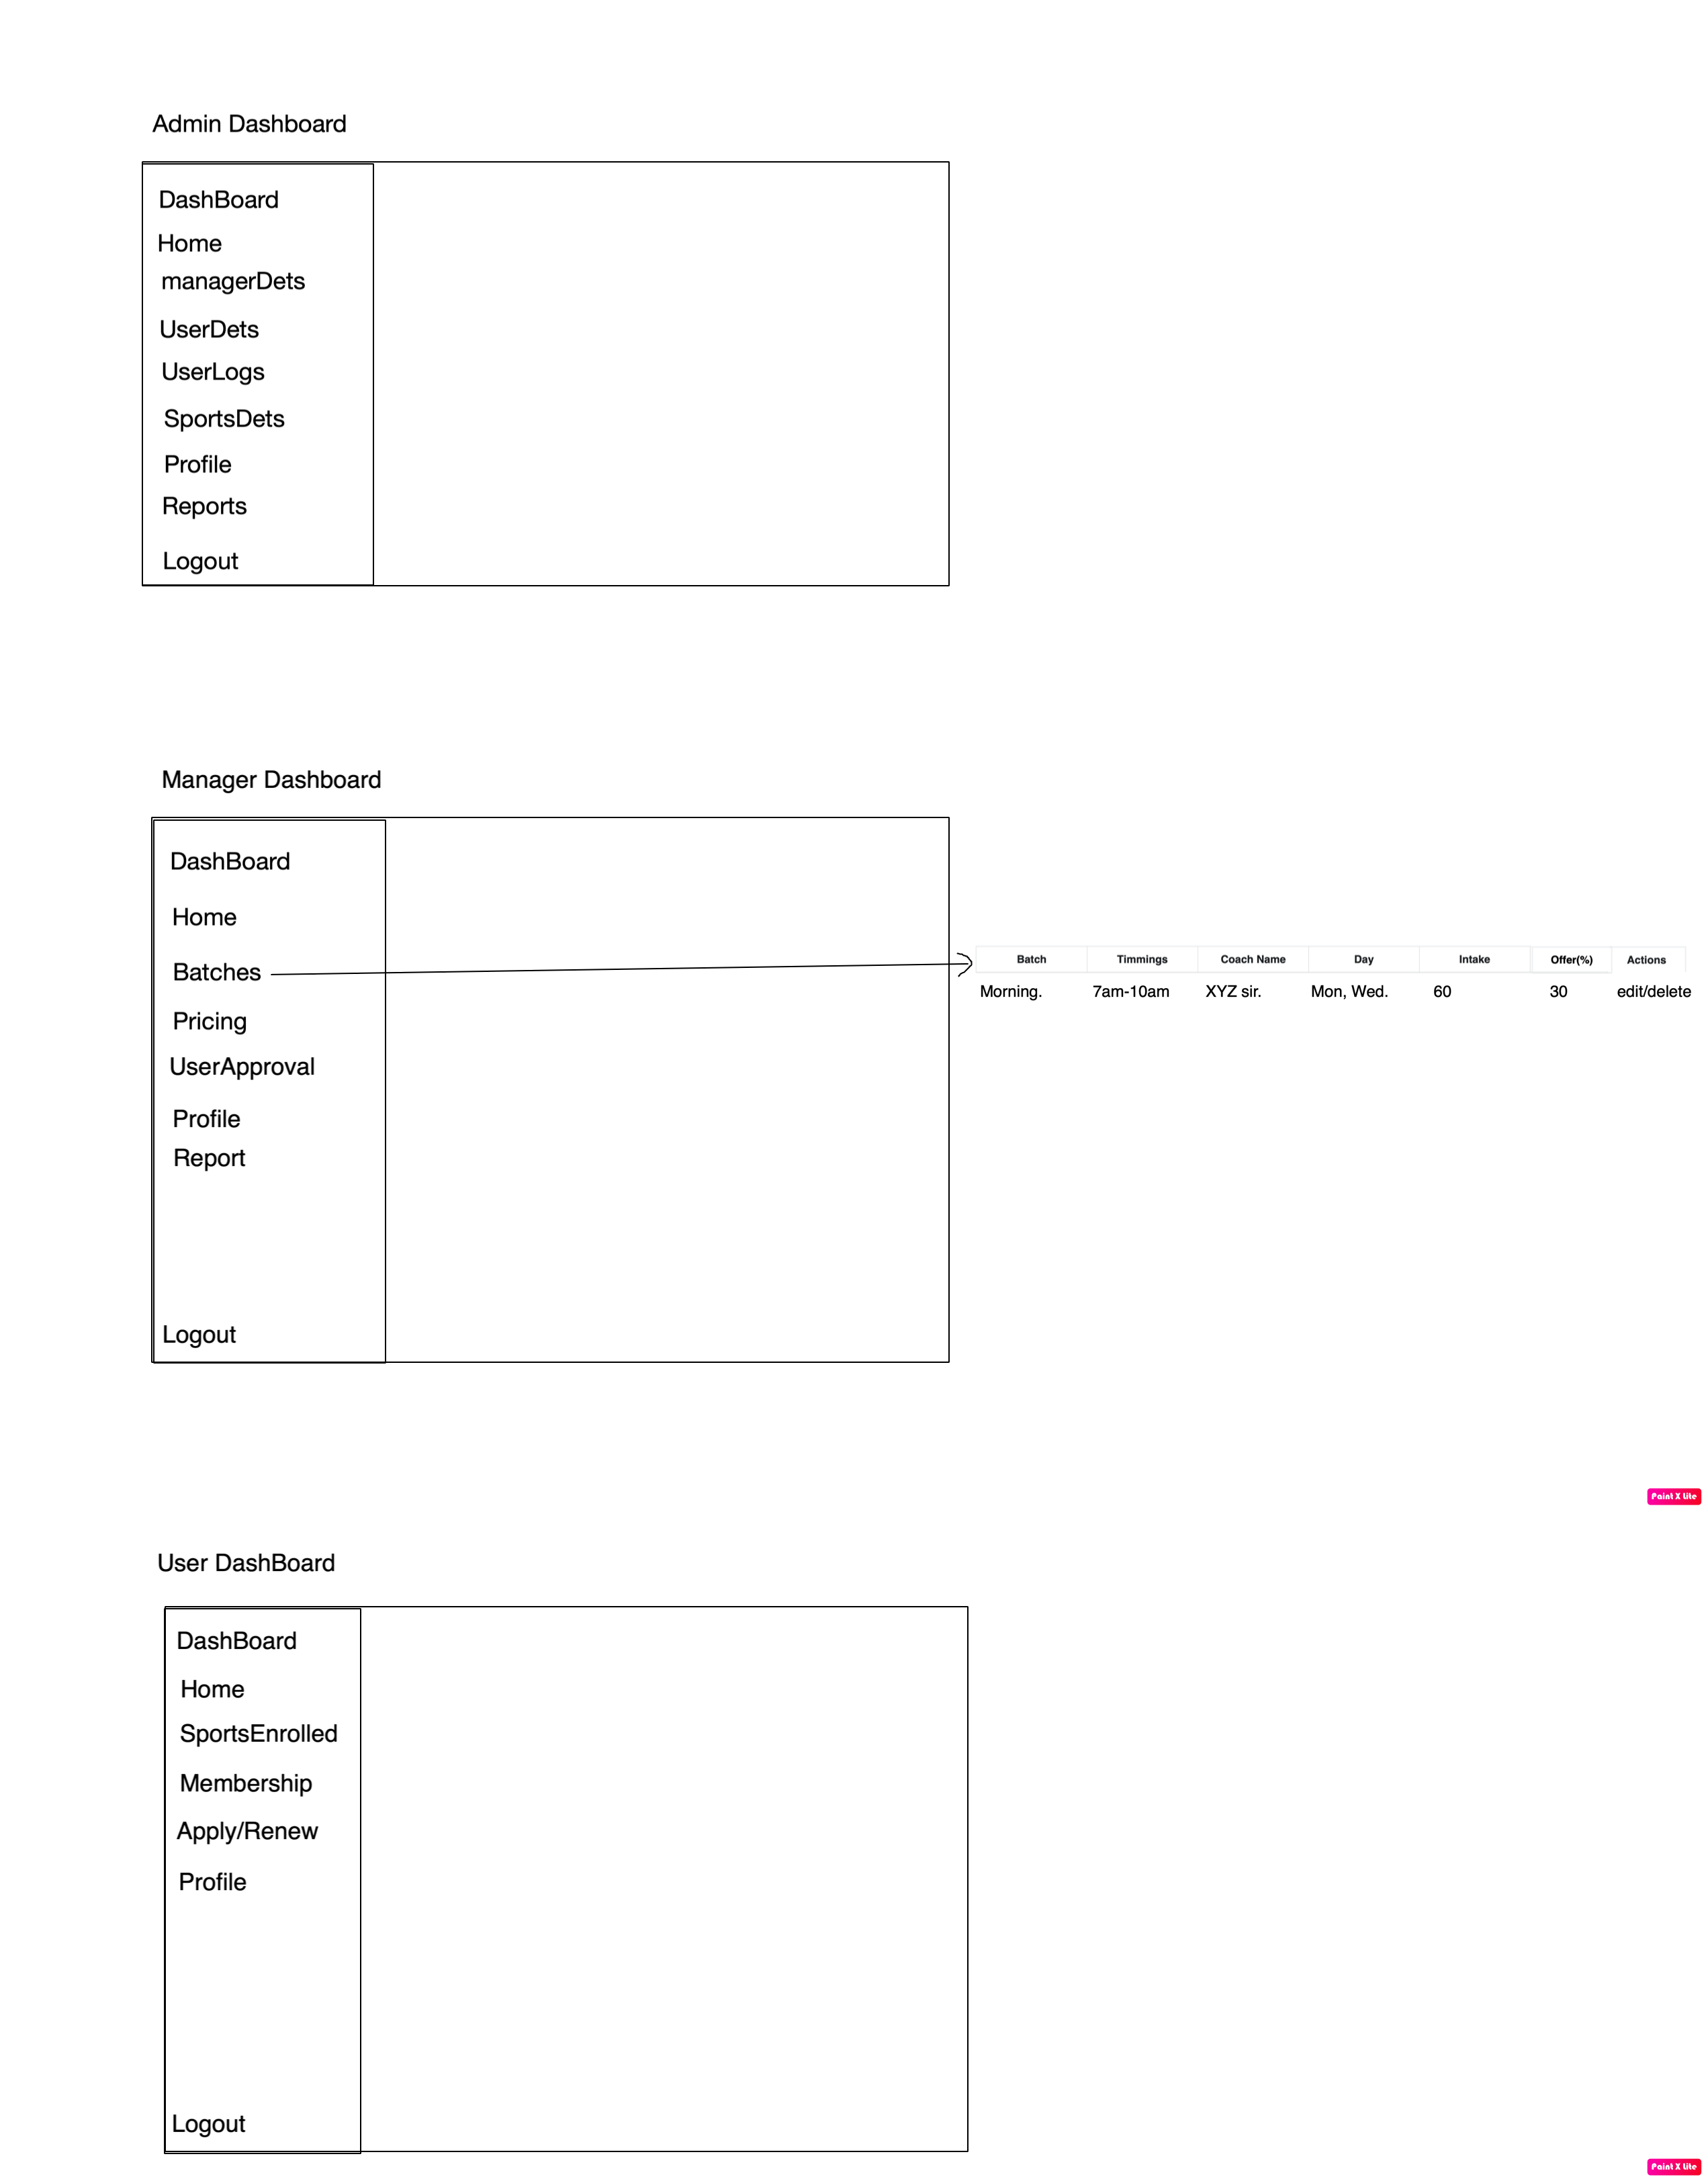 Admin Dashboard
DashBoard
Home
managerDets
UserDets
UserLogs
SportsDets
Profile
Reports
Logout
Manager Dashboard
DashBoard
Home
Batches
Pricing
UserApproval
Profile
Report
Logout
Batch Timmings Coach Name Day Intake Offer(%) Actions
Morning. 7am-10am XYZ sir. Mon, Wed. 60 30 edit/delete
Paint X Lite
User DashBoard
DashBoard
Home
SportsEnrolled
Membership
Apply/Renew
Profile
Logout
Paint X Lite